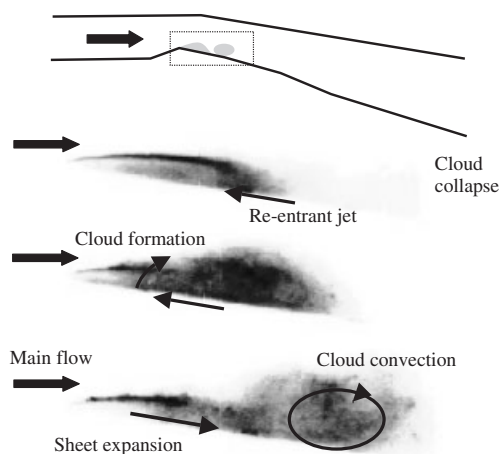 Cloud
collapse
Re-entrant jet
Cloud formation
Main flow
Cloud convection
Sheet expansion